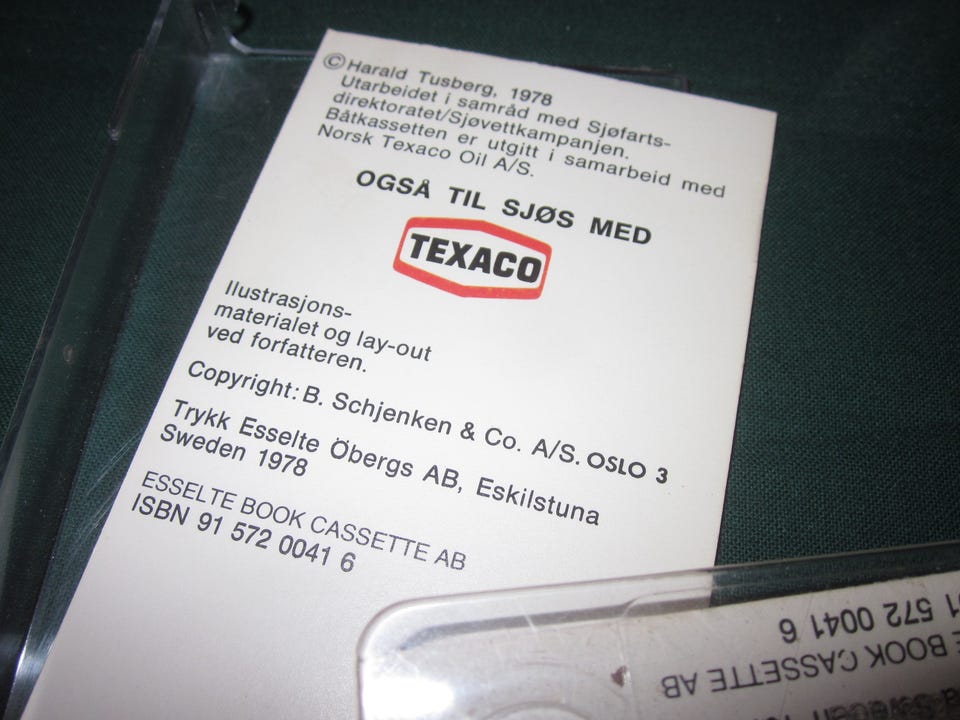 © Harald Tusberg, 1978
Utarbeidet i samråd med Sjøfarts-
direktoratet/Sjøvettkampanjen.
Båtkassetten er utgitt i samarbeid med
Norsk Texaco Oil A/S.
OGSÅ TIL SJØS MED
TEXACO
Ilustrasjons-
materialet og lay-out
ved forfatteren.
Copyright: B. Schjenken & Co. A/S. OSLO 3
Trykk Esselte Öbergs AB, Eskilstuna
Sweden 1978
ESSELTE BOOK CASSETTE AB
ISBN 91 572 0041 6
BOOK CASSETTE AB
572 0041 6